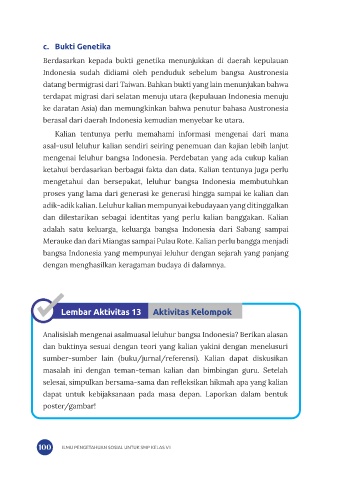 c. Bukti Genetika
Berdasarkan kepada bukti genetika menunjukkan di daerah kepulauan
Indonesia sudah didiami oleh penduduk sebelum bangsa Austronesia
datang bermigrasi dari Taiwan. Bahkan bukti yang lain menunjukan bahwa
terdapat migrasi dari selatan menuju utara (kepulauan Indonesia menuju
ke daratan Asia) dan memungkinkan bahwa penutur bahasa Austronesia
berasal dari daerah Indonesia kemudian menyebar ke utara.
Kalian tentunya perlu memahami informasi mengenai dari mana
asal-usul leluhur kalian sendiri seiring penemuan dan kajian lebih lanjut
mengenai leluhur bangsa Indonesia. Perdebatan yang ada cukup kalian
ketahui berdasarkan berbagai fakta dan data. Kalian tentunya juga perlu
mengetahui dan bersepakat, leluhur bangsa Indonesia membutuhkan
proses yang lama dari generasi ke generasi hingga sampai ke kalian dan
adik-adik kalian. Leluhur kalian mempunyai kebudayaan yang ditinggalkan
dan dilestarikan sebagai identitas yang perlu kalian banggakan. Kalian
adalah satu keluarga, keluarga bangsa Indonesia dari Sabang sampai
Merauke dan dari Miangas sampai Pulau Rote. Kalian perlu bangga menjadi
bangsa Indonesia yang mempunyai leluhur dengan sejarah yang panjang
dengan menghasilkan keragaman budaya di dalamnya.
Lembar Aktivitas 13 Aktivitas Kelompok
Analisislah mengenai asalmuasal leluhur bangsa Indonesia? Berikan alasan
dan buktinya sesuai dengan teori yang kalian yakini dengan menelusuri
sumber-sumber lain (buku/jurnal/referensi). Kalian dapat diskusikan
masalah ini dengan teman-teman kalian dan bimbingan guru. Setelah
selesai, simpulkan bersama-sama dan refleksikan hikmah apa yang kalian
dapat untuk kebijaksanaan pada masa depan. Laporkan dalam bentuk
poster/gambar!
100 ILMU PENGETAHUAN SOSIAL UNTUK SMP KELAS VII